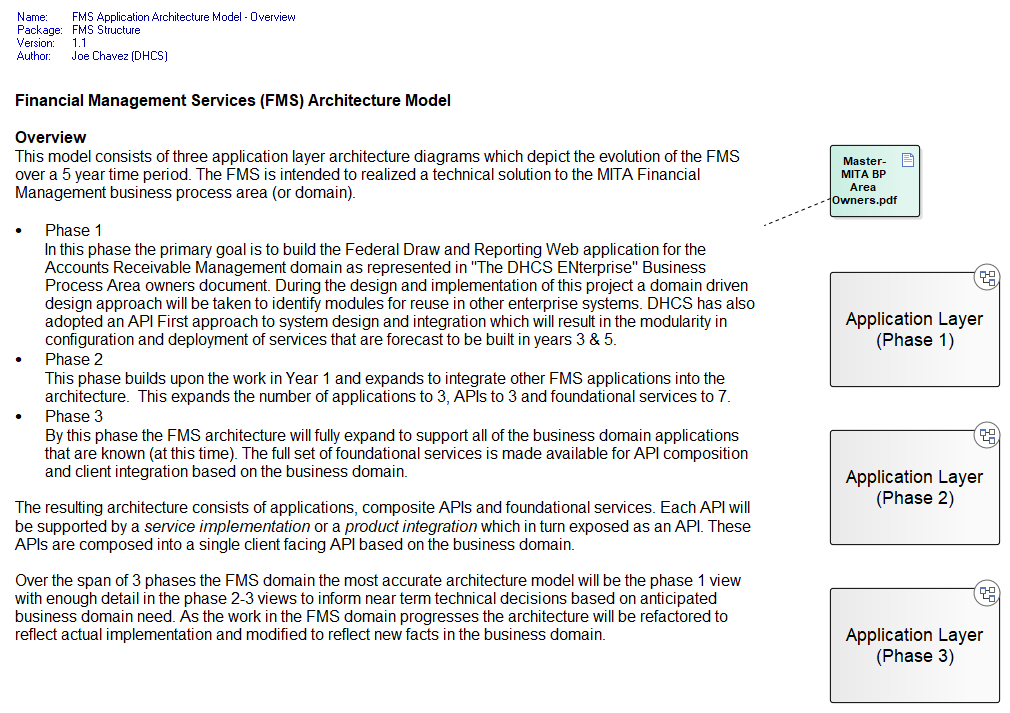 Name: FMS Application Architecture Model - Overview
Package: FMS Structure
Version: 1.1
Author: Joe Chavez (DHCS)
Financial Management Services (FMS) Architecture Model
Overview
This model consists of three application layer architecture diagrams which depict the evolution of the FMS
over a 5 year time period. The FMS is intended to realized a technical solution to the MITA Financial
Management business process area (or domain).
• Phase 1
In this phase the primary goal is to build the Federal Draw and Reporting Web application for the
Accounts Receivable Management domain as represented in "The DHCS ENterprise" Business
Process Area owners document. During the design and implementation of this project a domain driven
design approach will be taken to identify modules for reuse in other enterprise systems. DHCS has also
adopted an API First approach to system design and integration which will result in the modularity in
configuration and deployment of services that are forecast to be built in years 3 & 5.
• Phase 2
This phase builds upon the work in Year 1 and expands to integrate other FMS applications into the
architecture.  This expands the number of applications to 3, APIs to 3 and foundational services to 7.
• Phase 3
By this phase the FMS architecture will fully expand to support all of the business domain applications
that are known (at this time). The full set of foundational services is made available for API composition
and client integration based on the business domain.
The resulting architecture consists of applications, composite APIs and foundational services. Each API will
be supported by a service implementation or a product integration which in turn exposed as an API. These
APIs are composed into a single client facing API based on the business domain.
Over the span of 3 phases the FMS domain the most accurate architecture model will be the phase 1 view
with enough detail in the phase 2-3 views to inform near term technical decisions based on anticipated
business domain need. As the work in the FMS domain progresses the architecture will be refactored to
reflect actual implementation and modified to reflect new facts in the business domain.
Master-
MITA BP
Area
Owners.pdf
Application Layer
(Phase 1)
Application Layer
(Phase 2)
Application Layer
(Phase 3)